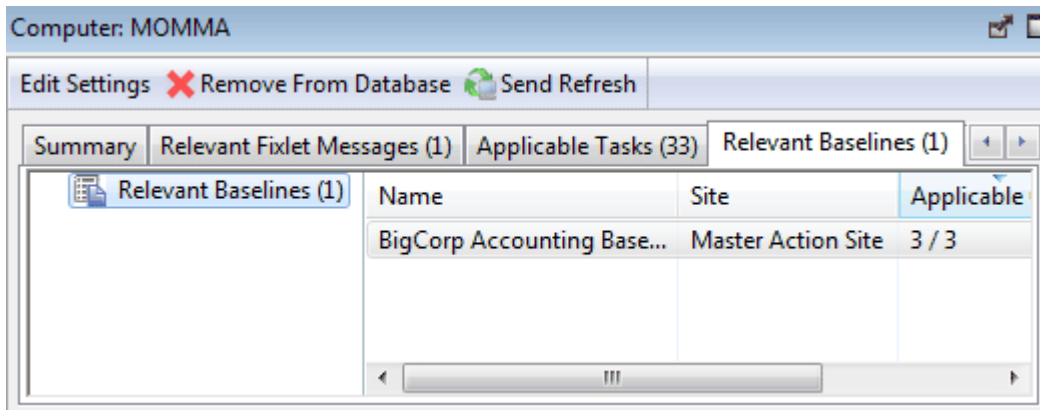 Computer: MOMMA
Edit Settings Remove From Database Send Refresh
Summary Relevant Fixlet Messages (1) Applicable Tasks (33) Relevant Baselines (1)
Relevant Baselines (1) Name Site Applicable
BigCorp Accounting Base... Master Action Site 3 / 3